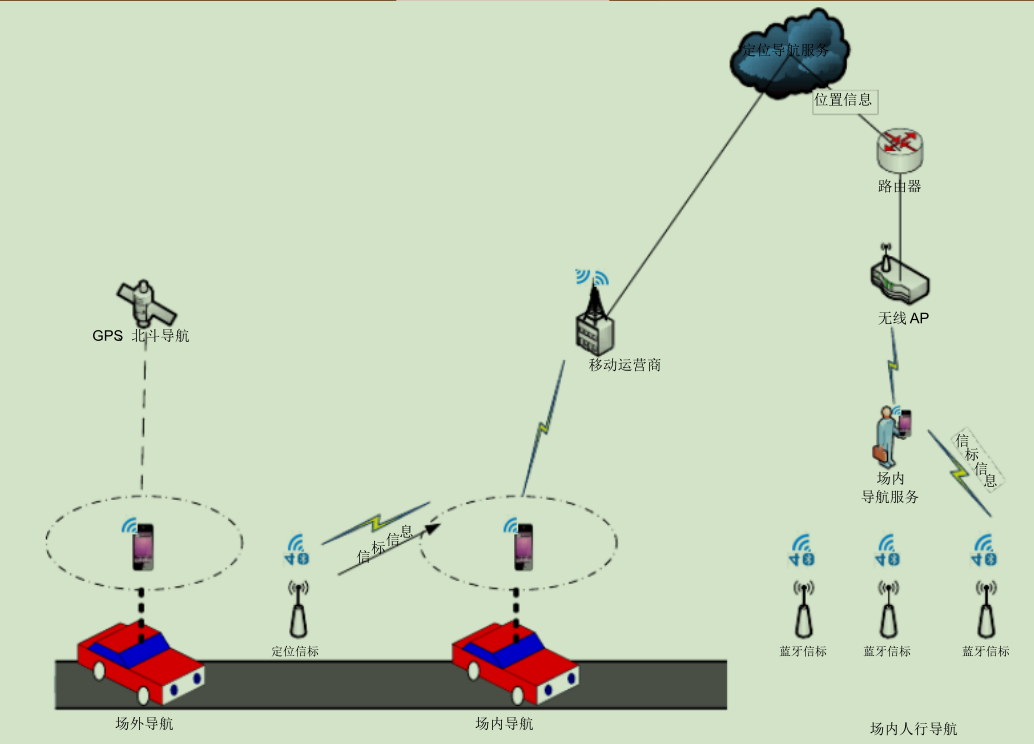 定位导航服务
位置信息
路由器
无线 AP
GPS 北斗导航
移动运营商
信标信息
场内
导航服务
信标信息
定位信标
蓝牙信标
蓝牙信标
蓝牙信标
场外导航
场内导航
场内人行导航